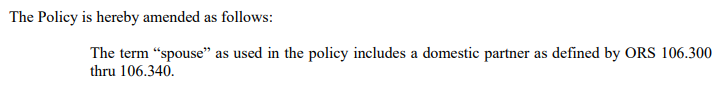 The Policy is hereby amended as follows:
The term “spouse” as used in the policy includes a domestic partner as defined by ORS 106.300
thru 106.340.